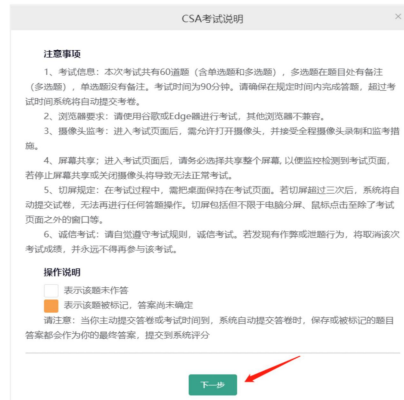 CSA考试说明
×
注意事项
1、考试信息：本次考试共有60道题（含单选题和多选题），多选题在题目处有备注
（多选题），单选题没有备注。考试时间为90分钟。请确保在规定时间内完成答题，超过考
试时间系统将自动提交考卷。
2、浏览器要求：请使用谷歌或Edge器进行考试，其他浏览器不兼容。
3、摄像头监考：进入考试页面后，需允许打开摄像头，并接受全程摄像头录制和监考措
施。
4、屏幕共享；进入考试页面后，请务必选择共享整个屏幕,以便监控检测到考试页面，
若停止屏幕共享或关闭摄像头将导致无法正常考试。
5、切屏规定：在考试过程中，需把桌面保持在考试页面。若切屏超过三次后，系统将自
动提交试卷，无法再进行任何答题操作。切屏包括但不限于电脑分屏、鼠标点击至除了考试
页面之外的窗口等。
6、诚信考试：请自觉遵守考试规则，诚信考试。若发现有作弊或泄题行为，将取消该次
考试成绩，并永远不得再参与该考试。
操作说明
表示该题未作答
表示该题被标记，答案尚未确定
请注意：当你主动提交答卷或考试时间到，系统自动提交答卷时，保存或被标记的题目
答案都会作为你的最终答案，提交到系统评分
下一步